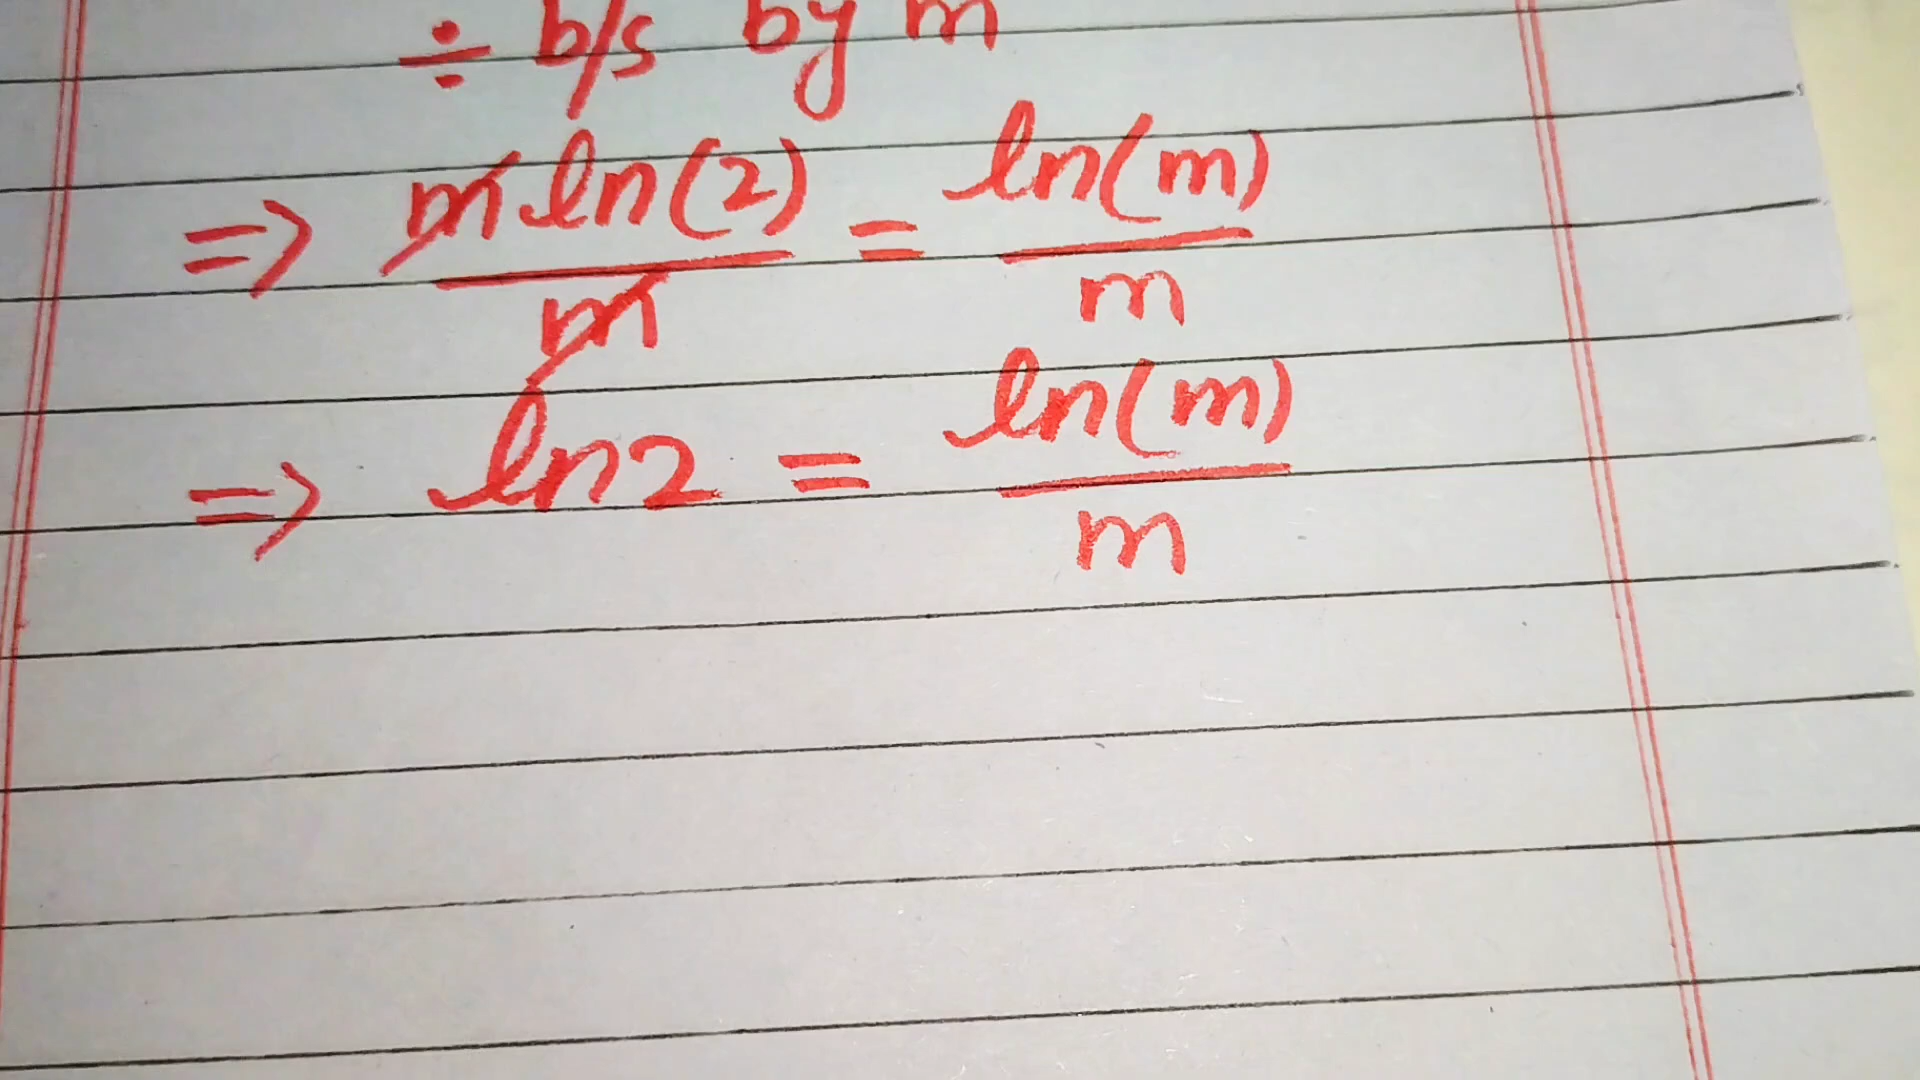 ÷ b/s by m
=> m ln(2)/m = ln(m)/m
=> ln2 = ln(m)/m